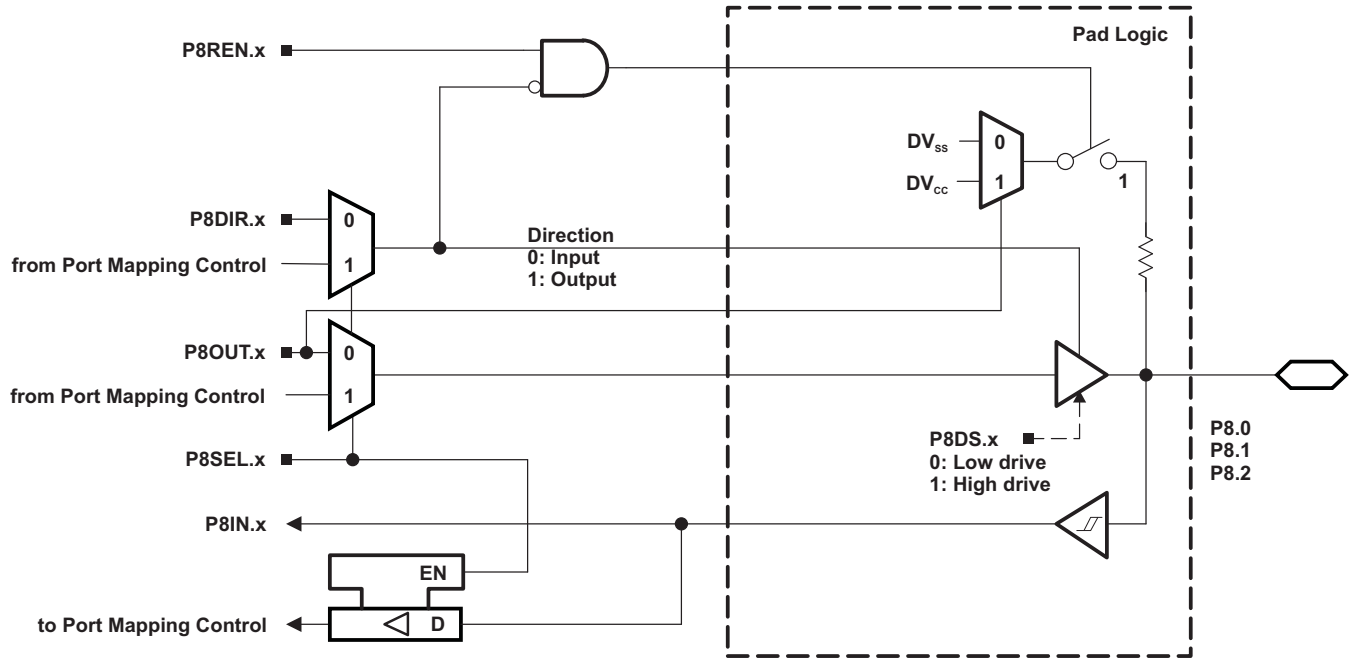 Pad Logic
P8REN.x
DVss
0
DVcc
1
1
P8DIR.x
0
from Port Mapping Control
1
Direction
0: Input
1: Output
P8OUT.x
0
from Port Mapping Control
1
P8SEL.x
P8DS.x
0: Low drive
1: High drive
P8.0
P8.1
P8.2
P8IN.x
EN
to Port Mapping Control
D